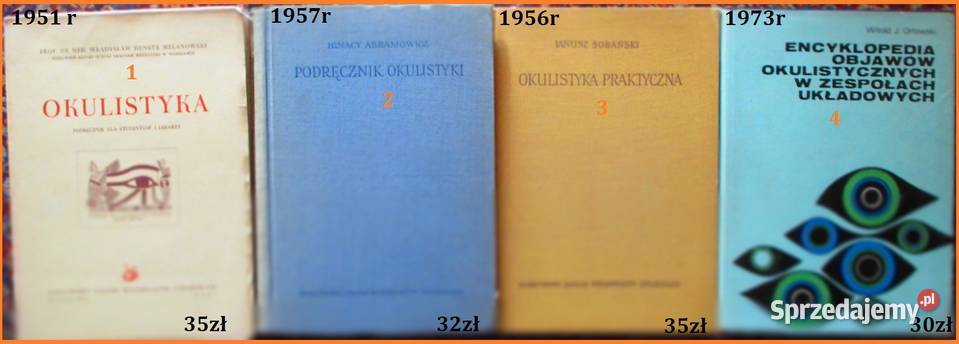 1951 r
PROF. DR MED. WŁADYSŁAW HENRYK MELANOWSKI
1
OKULISTYKA
PODRĘCZNIK DLA STUDENTÓW I LEKARZY
35zł
1957r
IGNACY ABRAMOWICZ
PODRĘCZNIK OKULISTYKI
2
32zł
1956r
JANUSZ SOBAŃSKI
OKULISTYKA PRAKTYCZNA
3
35zł
1973r
Witold J. Orłowski
ENCYKLOPEDIA
OBJAWÓW
OKULISTYCZNYCH
W ZESPOŁACH
UKŁADOWYCH
4
Sprzedajemy.pl
30zł